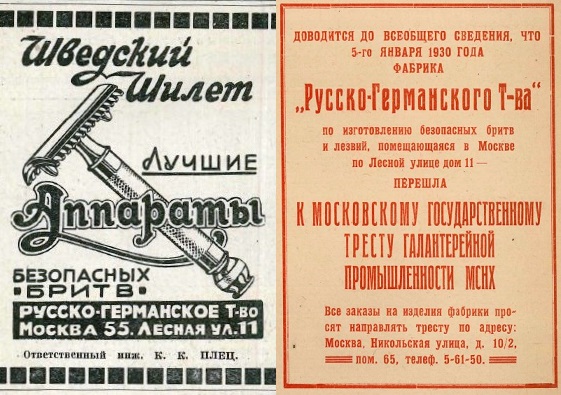 Шведский
Шилет
Лучшие
Аппараты
БЕЗОПАСНЫХ
БРИТВ
РУССКО-ГЕРМАНСКОЕ Т-ВО
МОСКВА 55. ЛЕСНАЯ УЛ. 11
Ответственный инж. К. К. ПЛЕЦ.
ДОВОДИТСЯ ДО ВСЕОБЩЕГО СВЕДЕНИЯ, ЧТО
5-го ЯНВАРЯ 1930 ГОДА
ФАБРИКА
„Русско-Германского Т-ва“
по изготовлению безопасных бритв
и лезвий, помещающаяся в Москве
по Лесной улице дом 11 —
ПЕРЕШЛА
К МОСКОВСКОМУ ГОСУДАРСТВЕННОМУ
ТРЕСТУ ГАЛАНТЕРЕЙНОЙ
ПРОМЫШЛЕННОСТИ МСНХ
Все заказы на изделия фабрики про-
сят направлять тресту по адресу:
Москва, Никольская улица, д. 10/2,
пом. 65, телеф. 5-61-50.